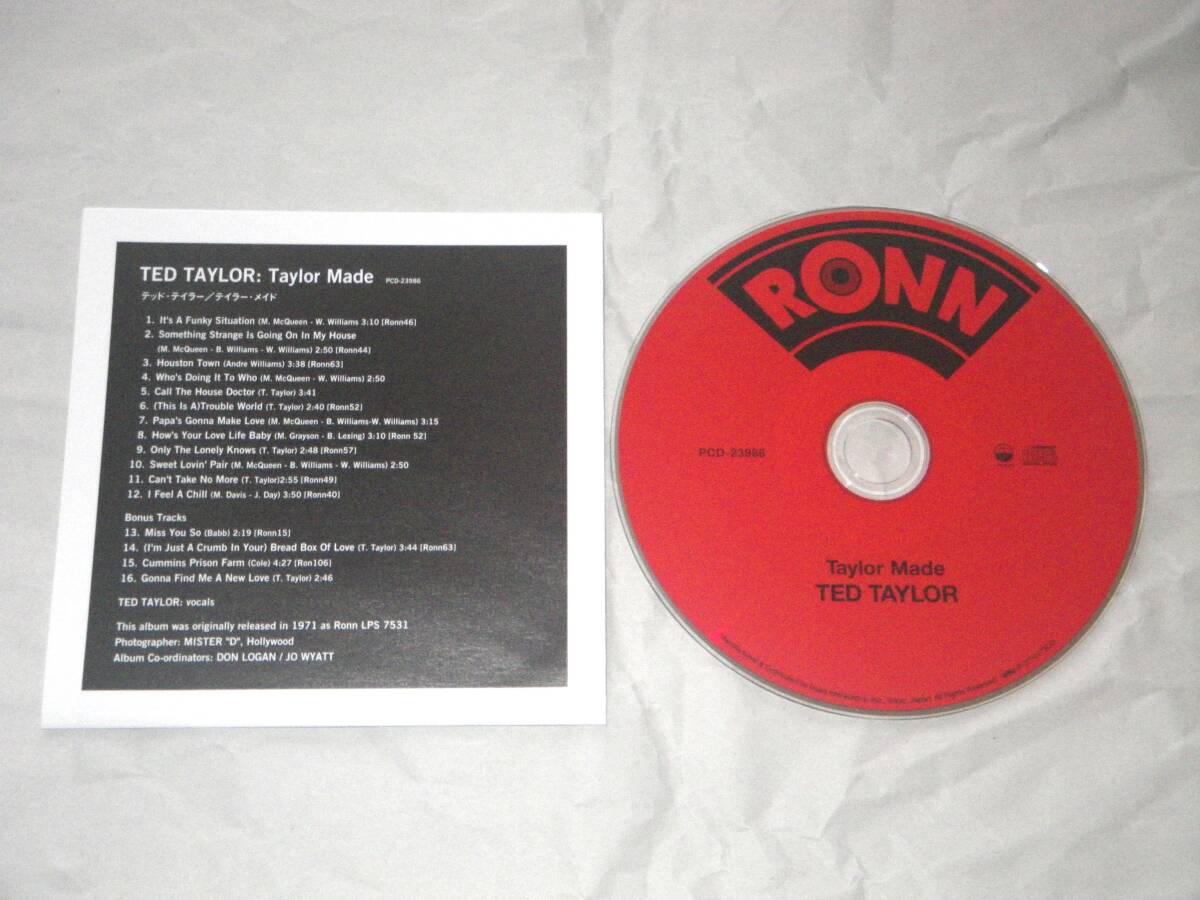 TED TAYLOR: Taylor Made PCD-23986
テッド・テイラー／テイラー・メイド
1. It's A Funky Situation (M. McQueen - W. Williams 3:10 [Ronn46]
2. Something Strange Is Going On In My House
(M. McQueen - B. Williams - W. Williams) 2:50 [Ronn44]
3. Houston Town (Andre Williams) 3:38 [Ronn63]
4. Who's Doing It To Who (M. McQueen - W. Williams) 2:50
5. Call The House Doctor (T. Taylor) 3:41
6. (This Is A)Trouble World (T. Taylor) 2:40 [Ronn52]
7. Papa's Gonna Make Love (M. McQueen - B. Williams-W. Williams) 3:15
8. How's Your Love Life Baby (M. Grayson - B. Lexing) 3:10 [Ronn 52]
9. Only The Lonely Knows (T. Taylor) 2:48 [Ronn57]
10. Sweet Lovin' Pair (M. McQueen - B. Williams - W. Williams) 2:50
11. Can't Take No More (T. Taylor)2:55 [Ronn49]
12. I Feel A Chill (M. Davis - J. Day) 3:50 [Ronn40]
Bonus Tracks
13. Miss You So (Babb) 2:19 [Ronn15]
14. (I'm Just A Crumb In Your) Bread Box Of Love (T. Taylor) 3:44 [Ronn63]
15. Cummins Prison Farm (Cole) 4:27 [Ron106]
16. Gonna Find Me A New Love (T. Taylor) 2:46
TED TAYLOR: vocals
This album was originally released in 1971 as Ronn LPS 7531
Photographer: MISTER "D", Hollywood
Album Co-ordinators: DON LOGAN / JO WYATT
RONN
PCD-23986
Taylor Made
TED TAYLOR